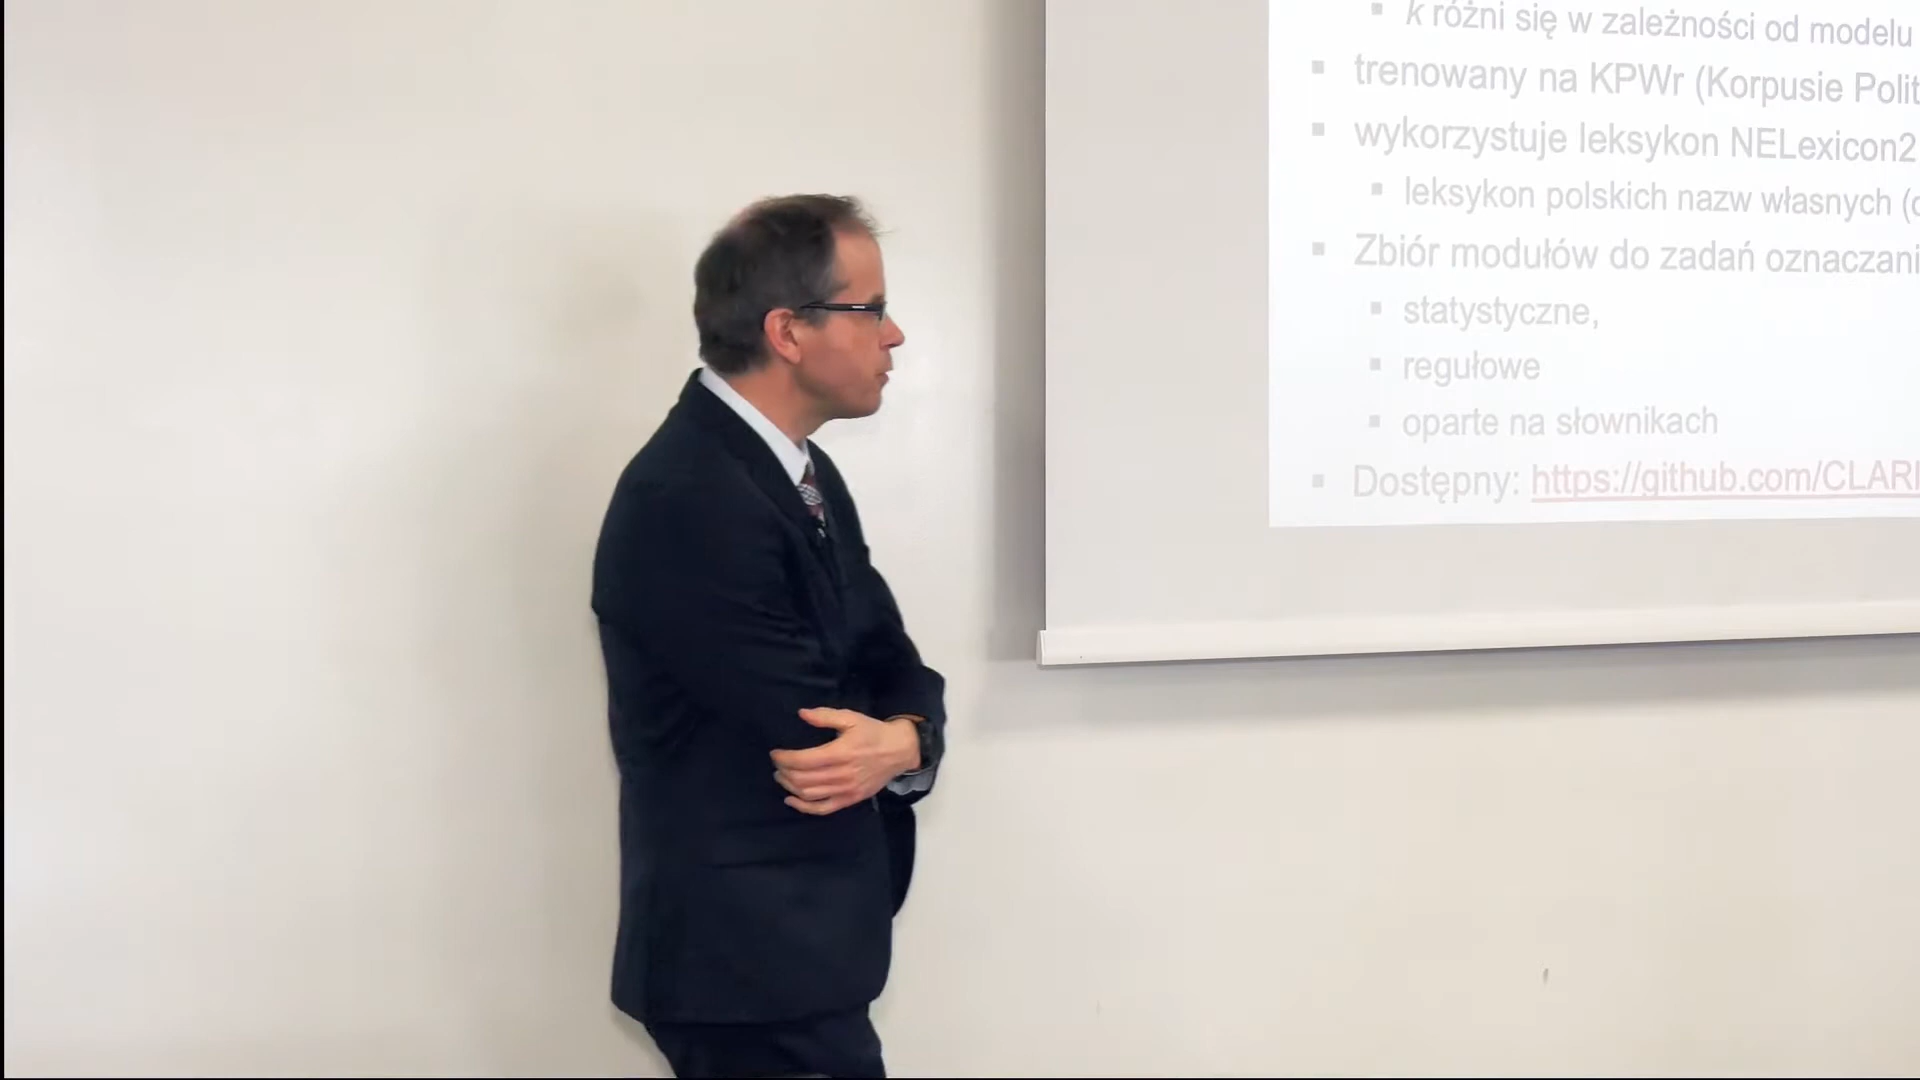 k różni się w zależności od modelu
trenowany na KPWr (Korpusie Polit
wykorzystuje leksykon NELexicon2
leksykon polskich nazw własnych (
Zbiór modułów do zadań oznaczani
statystyczne,
regułowe
oparte na słownikach
Dostępny: https://github.com/CLARI